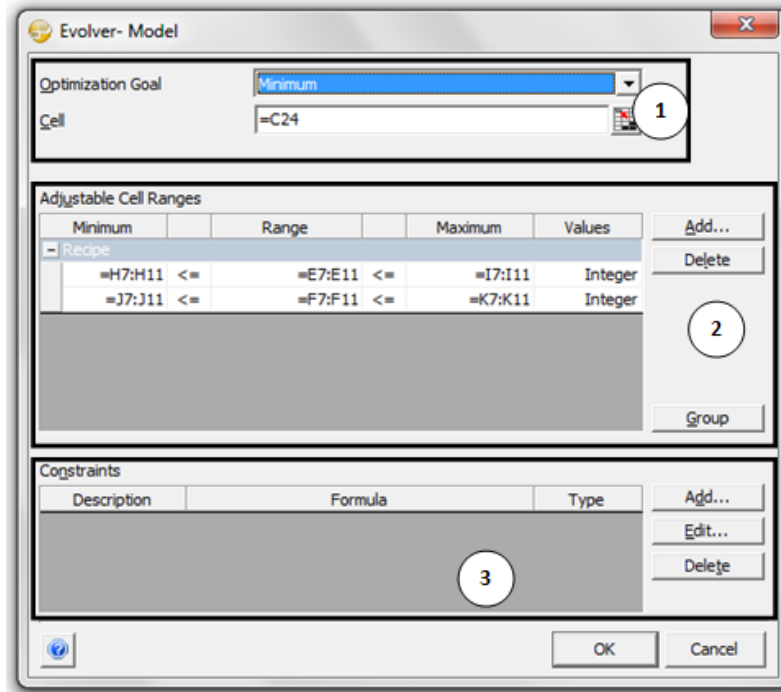 Evolver- Model
Optimization Goal Minimum
Cell =C24
1
Adjustable Cell Ranges
Minimum Range Maximum Values Add...
Recipe
Delete
=H7:H11 <= =E7:E11 <= =I7:I11 Integer
=J7:J11 <= =F7:F11 <= =K7:K11 Integer
2
Group
Constraints
Description Formula Type Add...
Edit...
Delete
3
OK Cancel